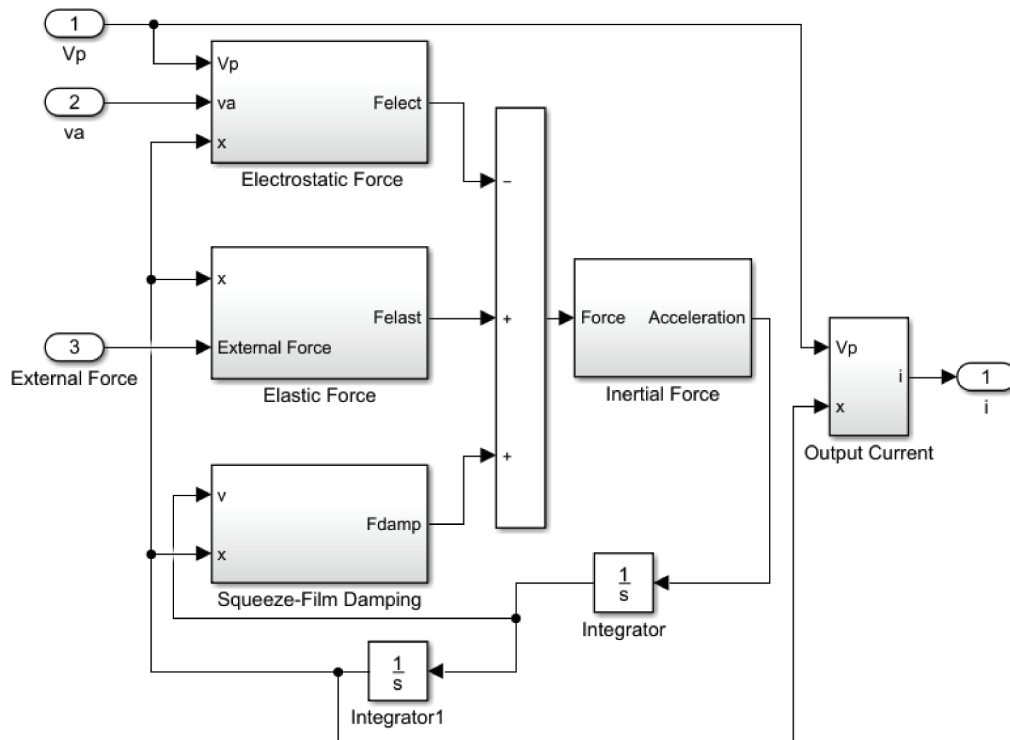 1
Vp
2
va
Vp
va
x
Felect
Electrostatic Force
−
x
External Force
Felast
Elastic Force
+
3
External Force
Force
Acceleration
Inertial Force
Vp
x
i
Output Current
1
i
v
x
Fdamp
Squeeze-Film Damping
+
1
s
Integrator
1
s
Integrator1